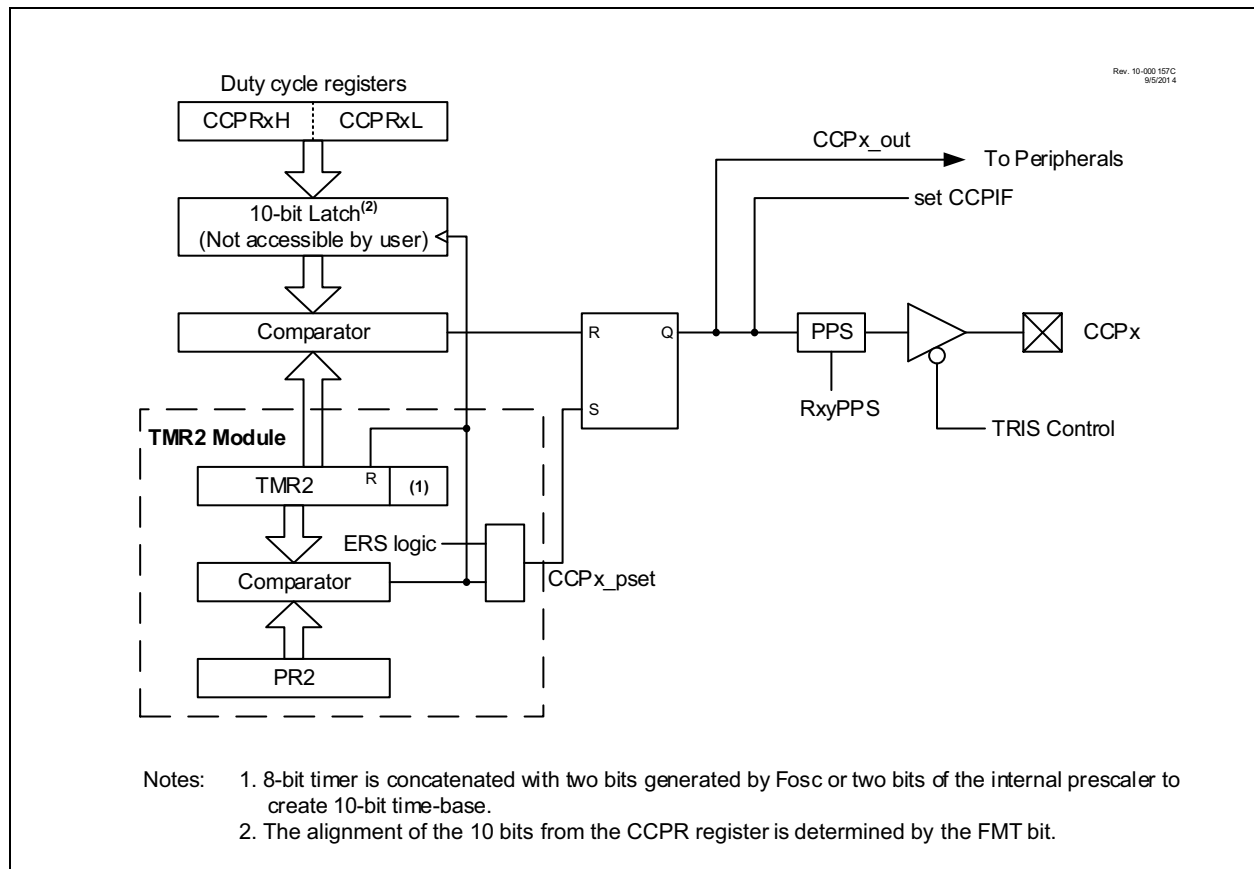 Rev. 10-000 157C
9/5/201 4
Duty cycle registers
CCPRxH CCPRxL
CCPx_out
To Peripherals
set CCPIF
10-bit Latch(2)
(Not accessible by user)
Comparator
R Q
S
PPS
CCPx
RxyPPS
TRIS Control
TMR2 Module
TMR2 R (1)
ERS logic
Comparator
CCPx_pset
PR2
Notes: 1. 8-bit timer is concatenated with two bits generated by Fosc or two bits of the internal prescaler to
create 10-bit time-base.
2. The alignment of the 10 bits from the CCPR register is determined by the FMT bit.